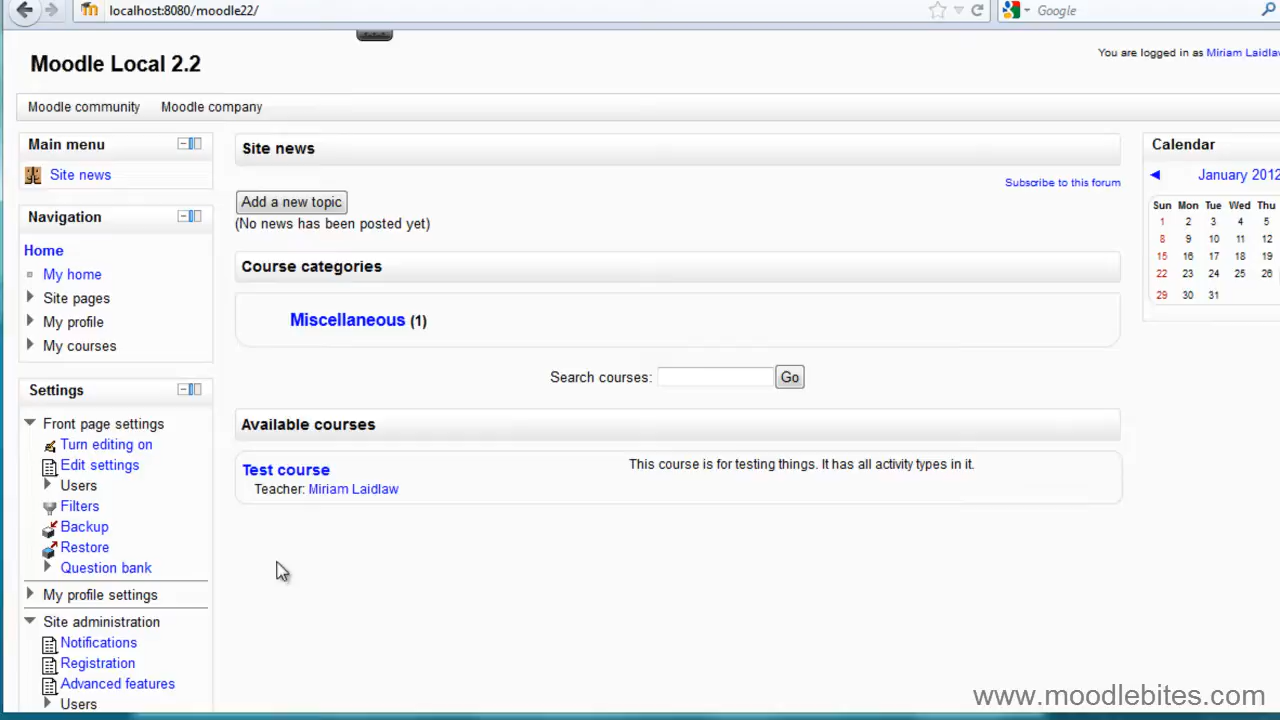 localhost:8080/moodle22/
Google
Moodle Local 2.2
You are logged in as Miriam Laidlaw
Moodle community Moodle company
Main menu
Site news
Navigation
Home
My home
Site pages
My profile
My courses
Settings
Front page settings
Turn editing on
Edit settings
Users
Filters
Backup
Restore
Question bank
My profile settings
Site administration
Notifications
Registration
Advanced features
Users
Site news
Subscribe to this forum
Add a new topic
(No news has been posted yet)
Course categories
Miscellaneous (1)
Search courses: Go
Available courses
Test course
This course is for testing things. It has all activity types in it.
Teacher: Miriam Laidlaw
Calendar
January 2012
Sun Mon Tue Wed Thu
1 2 3 4 5
8 9 10 11 12
15 16 17 18 19
22 23 24 25 26
29 30 31
www.moodlebites.com